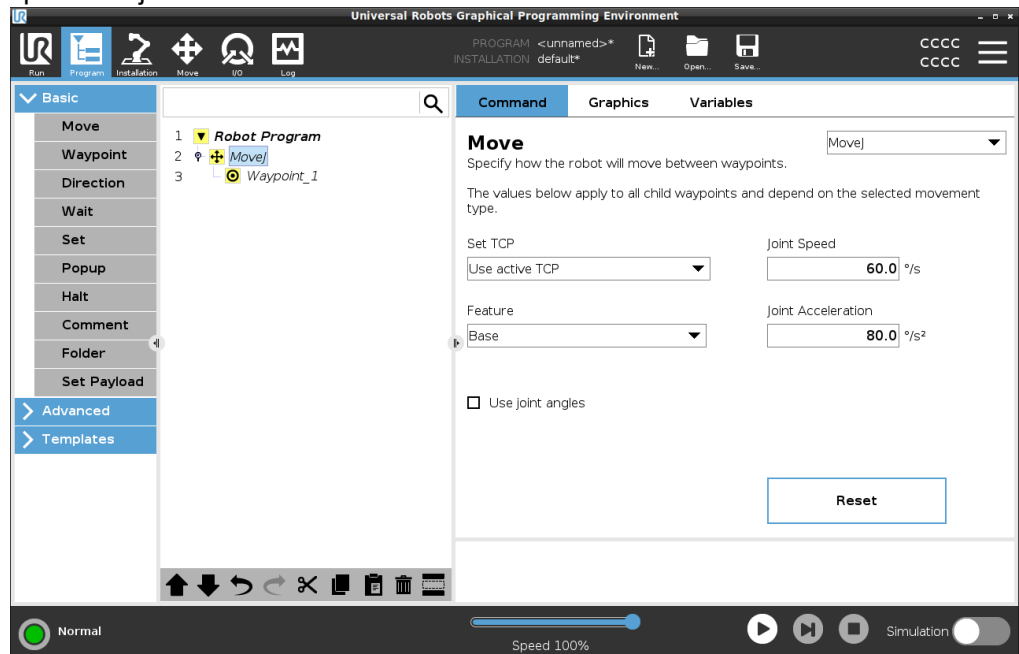 Universal Robots Graphical Programming Environment
UR
Run
Program
Installation
Move
I/O
Log
PROGRAM <unnamed>*
INSTALLATION default*
New...
Open...
Save...
CCCC
CCCC
Basic
Move
Waypoint
Direction
Wait
Set
Popup
Halt
Comment
Folder
Set Payload
Advanced
Templates
1 Robot Program
2 MoveJ
3 Waypoint_1
Command Graphics Variables
Move
MoveJ
Specify how the robot will move between waypoints.
The values below apply to all child waypoints and depend on the selected movement
type.
Set TCP
Joint Speed
Use active TCP
60.0 °/s
Feature
Joint Acceleration
Base
80.0 °/s²
Use joint angles
Reset
Normal
Speed 100%
Simulation